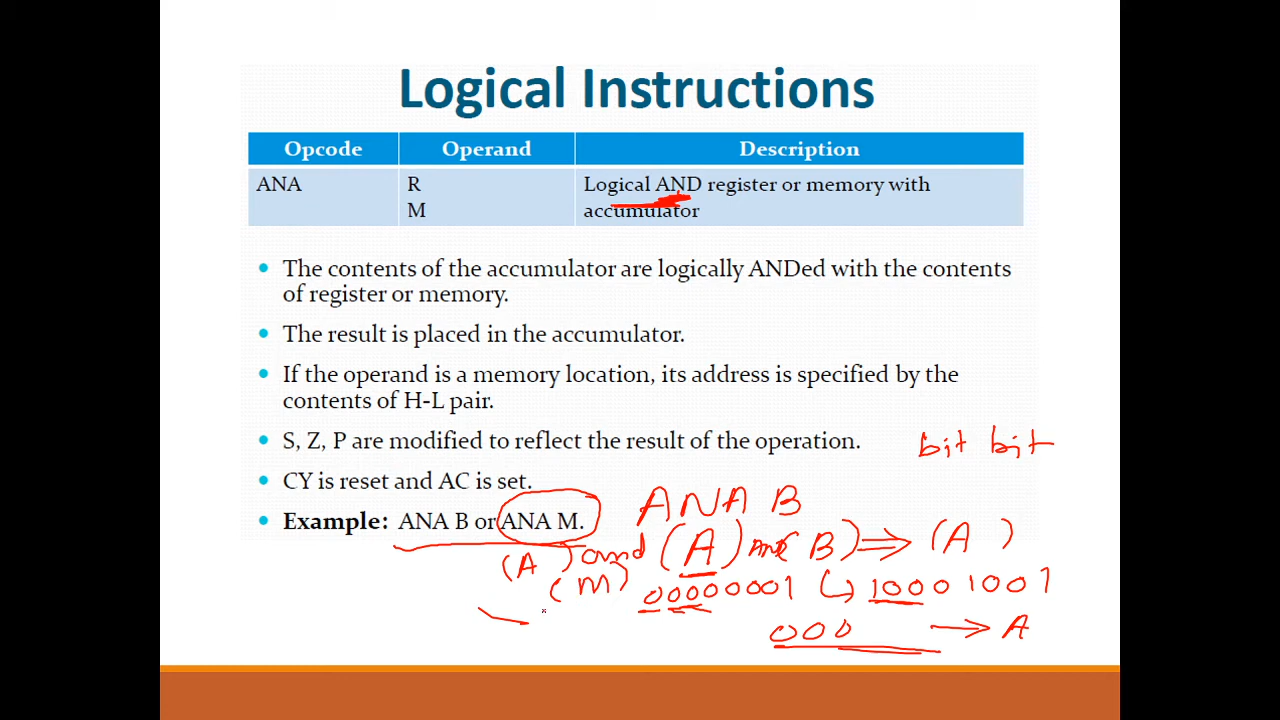 Logical Instructions
Opcode Operand Description
ANA R Logical AND register or memory with
M accumulator
• The contents of the accumulator are logically ANDed with the contents
of register or memory.
• The result is placed in the accumulator.
• If the operand is a memory location, its address is specified by the
contents of H-L pair.
• S, Z, P are modified to reflect the result of the operation.
bit bit
• CY is reset and AC is set.
ANA B
• Example: ANA B or ANA M.
(A) and (A) AND (B) ⇒ (A)
(M) 00000001 10001001
000 → A